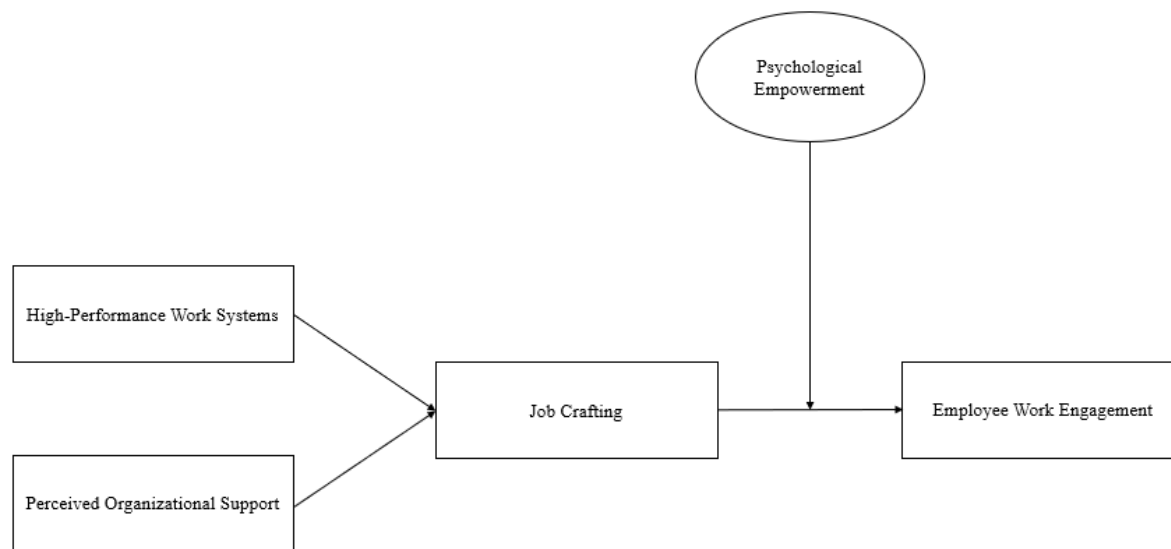 Psychological
Empowerment
High-Performance Work Systems
Job Crafting
Employee Work Engagement
Perceived Organizational Support